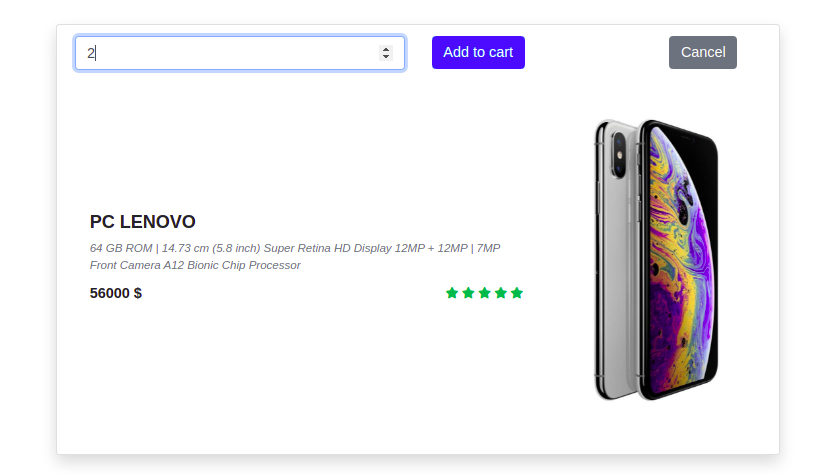 2
Add to cart
Cancel
PC LENOVO
64 GB ROM | 14.73 cm (5.8 inch) Super Retina HD Display 12MP + 12MP | 7MP
Front Camera A12 Bionic Chip Processor
56000 $